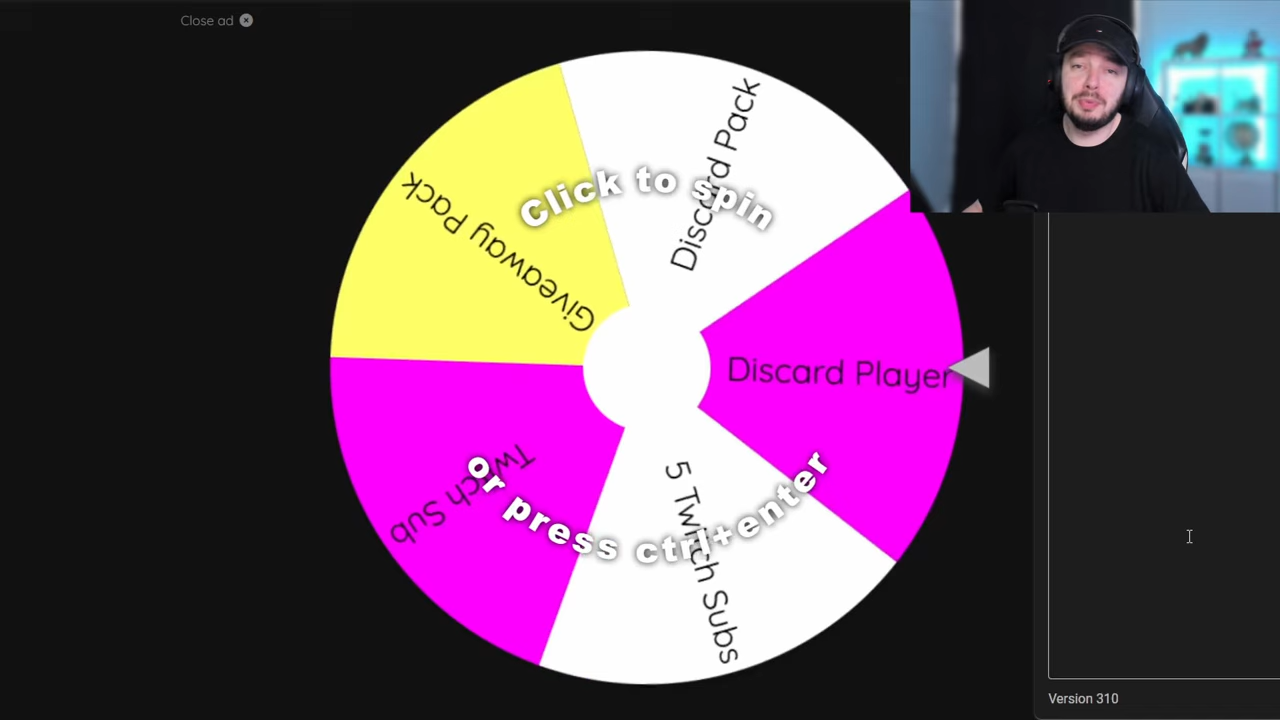 Close ad
Discard Pack
Giveaway Pack
Click to spin
Discard Player
Twitch Sub
or press ctrl+enter
5 Twitch Subs
Version 310